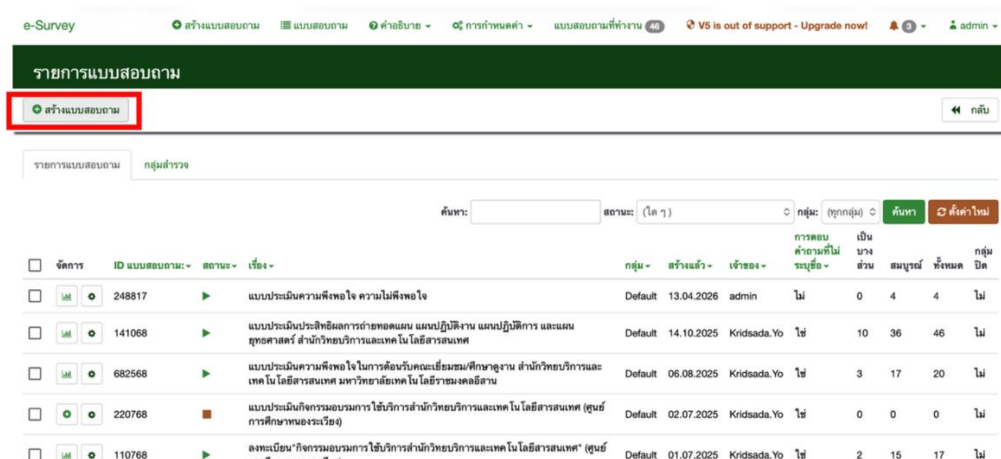 e-Survey สร้างแบบสอบถาม แบบสอบถาม คำอธิบาย การกำหนดค่า แบบสอบถามที่ทำงาน 46 V5 is out of support - Upgrade now! 0 admin
รายการแบบสอบถาม
สร้างแบบสอบถาม กลับ
รายการแบบสอบถาม กลุ่มสำรวจ
ค้นหา: สถานะ: (ใด ๆ) กลุ่ม: (ทุกกลุ่ม) ค้นหา ตั้งค่าใหม่
จัดการ ID แบบสอบถาม: สถานะ เรื่อง กลุ่ม สร้างแล้ว เจ้าของ การตอบคำถามที่ไม่ระบุชื่อ เป็นบางส่วน สมบูรณ์ ทั้งหมด กลุ่มปิด
248817 แบบประเมินความพึงพอใจ ความไม่พึงพอใจ Default 13.04.2026 admin ไม่ 0 4 4 ไม่
141068 แบบประเมินประสิทธิผลการถ่ายทอดแผน แผนปฏิบัติงาน แผนปฏิบัติการ และแผน
ยุทธศาสตร์ สำนักวิทยบริการและเทคโนโลยีสารสนเทศ Default 14.10.2025 Kridsada.Yo ใช่ 10 36 46 ไม่
682568 แบบประเมินความพึงพอใจในการต้อนรับคณะเยี่ยมชม/ศึกษาดูงาน สำนักวิทยบริการและ
เทคโนโลยีสารสนเทศ มหาวิทยาลัยเทคโนโลยีราชมงคลอีสาน Default 06.08.2025 Kridsada.Yo ใช่ 3 17 20 ไม่
220768 แบบประเมินกิจกรรมอบรมการใช้บริการสำนักวิทยบริการและเทคโนโลยีสารสนเทศ (ศูนย์
การศึกษาหนองระเวียง) Default 02.07.2025 Kridsada.Yo ใช่ 0 0 0 ไม่
110768 ลงทะเบียน"กิจกรรมอบรมการใช้บริการสำนักวิทยบริการและเทคโนโลยีสารสนเทศ" (ศูนย์
Default 01.07.2025 Kridsada.Yo ใช่ 2 15 17 ไม่